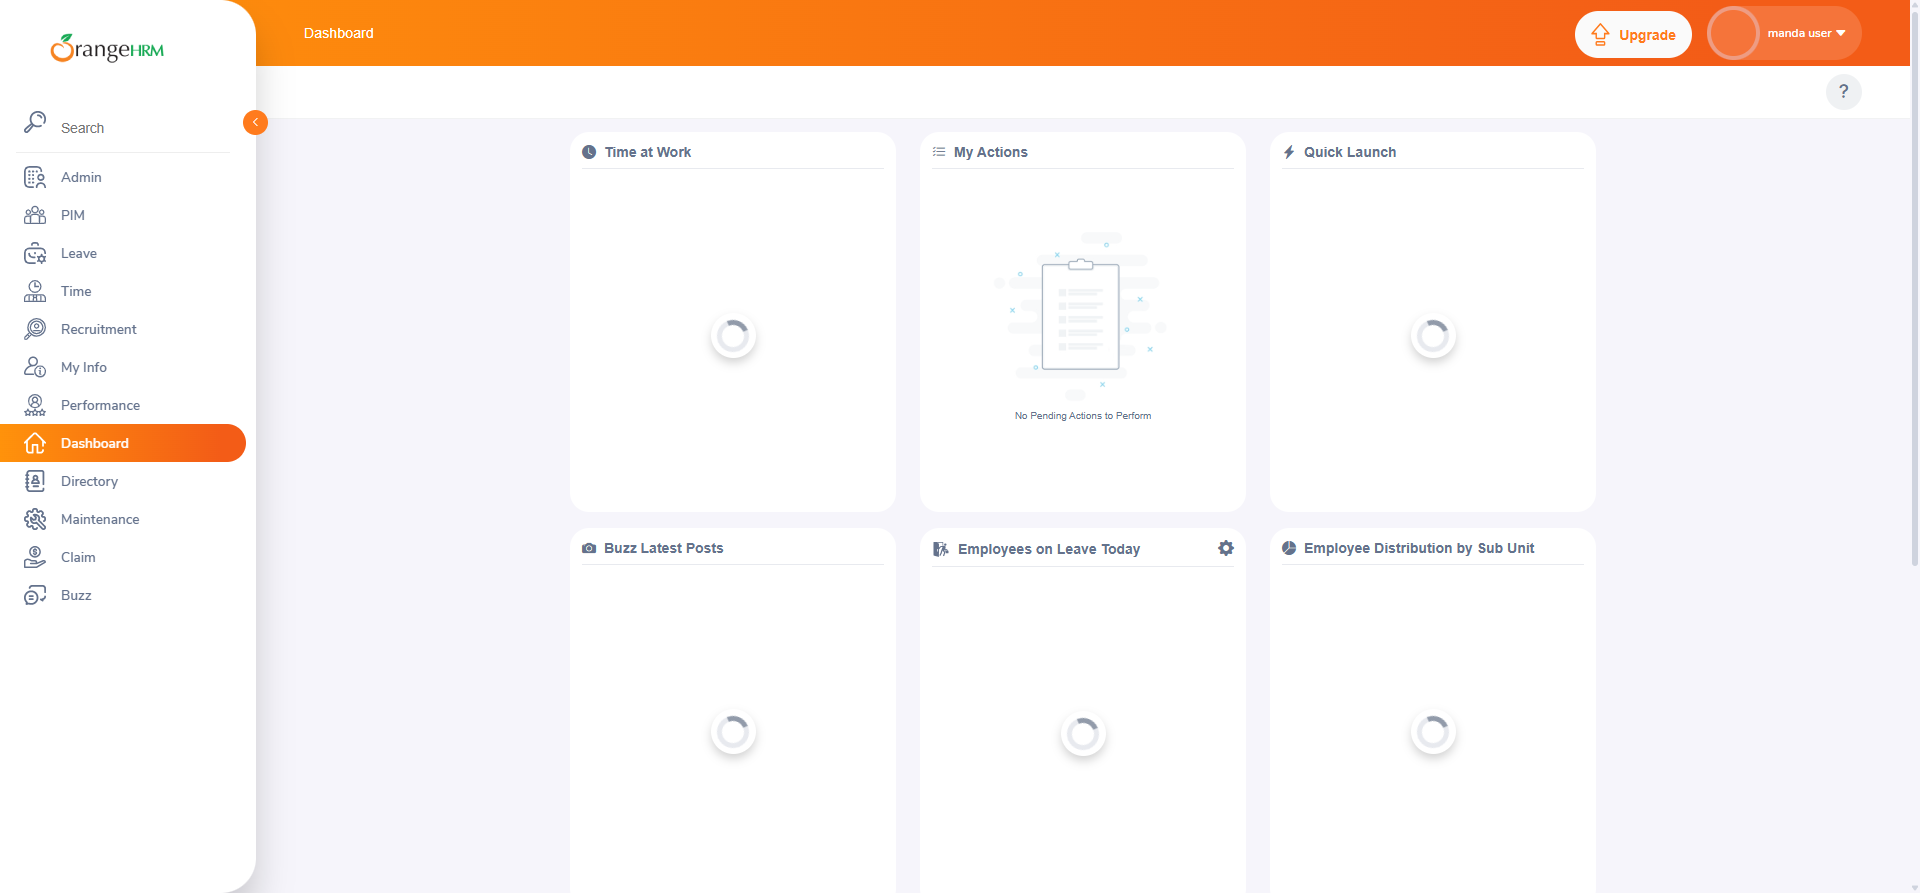 OrangeHRM
Dashboard
Upgrade
manda user
?
Search
Admin
PIM
Leave
Time
Recruitment
My Info
Performance
Dashboard
Directory
Maintenance
Claim
Buzz
Time at Work
My Actions
No Pending Actions to Perform
Quick Launch
Buzz Latest Posts
Employees on Leave Today
Employee Distribution by Sub Unit